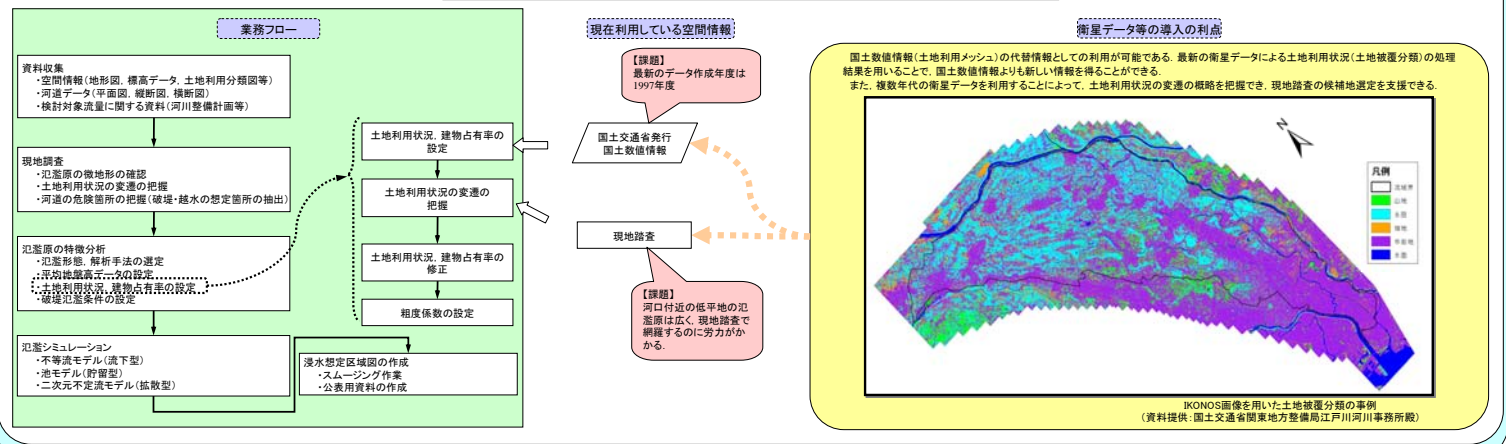 業務フロー
資料収集
・空間情報(地形図，標高データ，土地利用分類図等)
・河道データ(平面図，縦断図，横断図)
・検討対象流量に関する資料(河川整備計画等)
現地調査
・氾濫原の微地形の確認
・土地利用状況の変遷の把握
・河道の危険箇所の把握(破堤・越水の想定箇所の抽出)
氾濫原の特徴分析
・氾濫形態，解析手法の選定
・平均地盤高データの設定
・土地利用状況，建物占有率の設定
・破堤氾濫条件の設定
氾濫シミュレーション
・不等流モデル(流下型)
・池モデル(貯留型)
・二次元不定流モデル(拡散型)
浸水想定区域図の作成
・スムージング作業
・公表用資料の作成
土地利用状況，建物占有率の
設定
土地利用状況の変遷の
把握
土地利用状況，建物占有率の
修正
粗度係数の設定
現在利用している空間情報
【課題】
最新のデータ作成年度は
1997年度
国土交通省発行
国土数値情報
現地踏査
【課題】
河口付近の低平地の氾
濫原は広く，現地踏査で
網羅するのに労力がか
かる．
衛星データ等の導入の利点
国土数値情報(土地利用メッシュ)の代替情報としての利用が可能である．最新の衛星データによる土地利用状況(土地被覆分類)の処理
結果を用いることで，国土数値情報よりも新しい情報を得ることができる．
また，複数年代の衛星データを利用することによって，土地利用状況の変遷の概略を把握でき，現地踏査の候補地選定を支援できる．
N
凡例
流域界
山地
水田
畑地
市街地
水面
IKONOS画像を用いた土地被覆分類の事例
(資料提供：国土交通省関東地方整備局江戸川河川事務所殿)